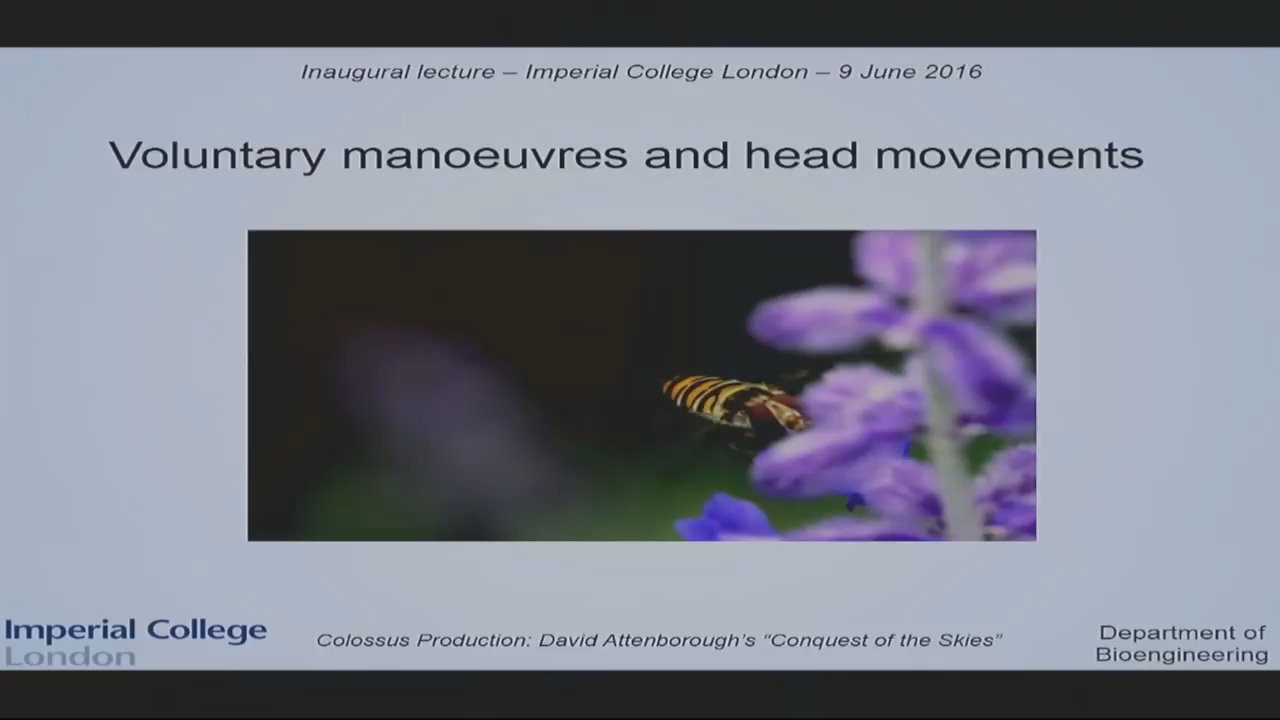 Inaugural lecture – Imperial College London – 9 June 2016
Voluntary manoeuvres and head movements
Imperial College
London
Colossus Production: David Attenborough's “Conquest of the Skies”
Department of
Bioengineering